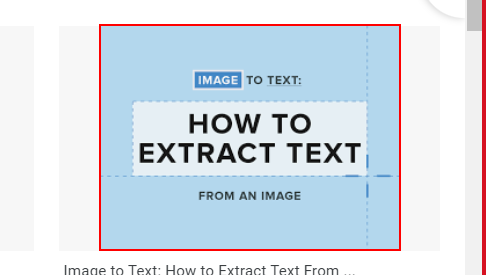 IMAGE TO TEXT:
HOW TO
EXTRACT TEXT
FROM AN IMAGE
Image to Text: How to Extract Text From ...